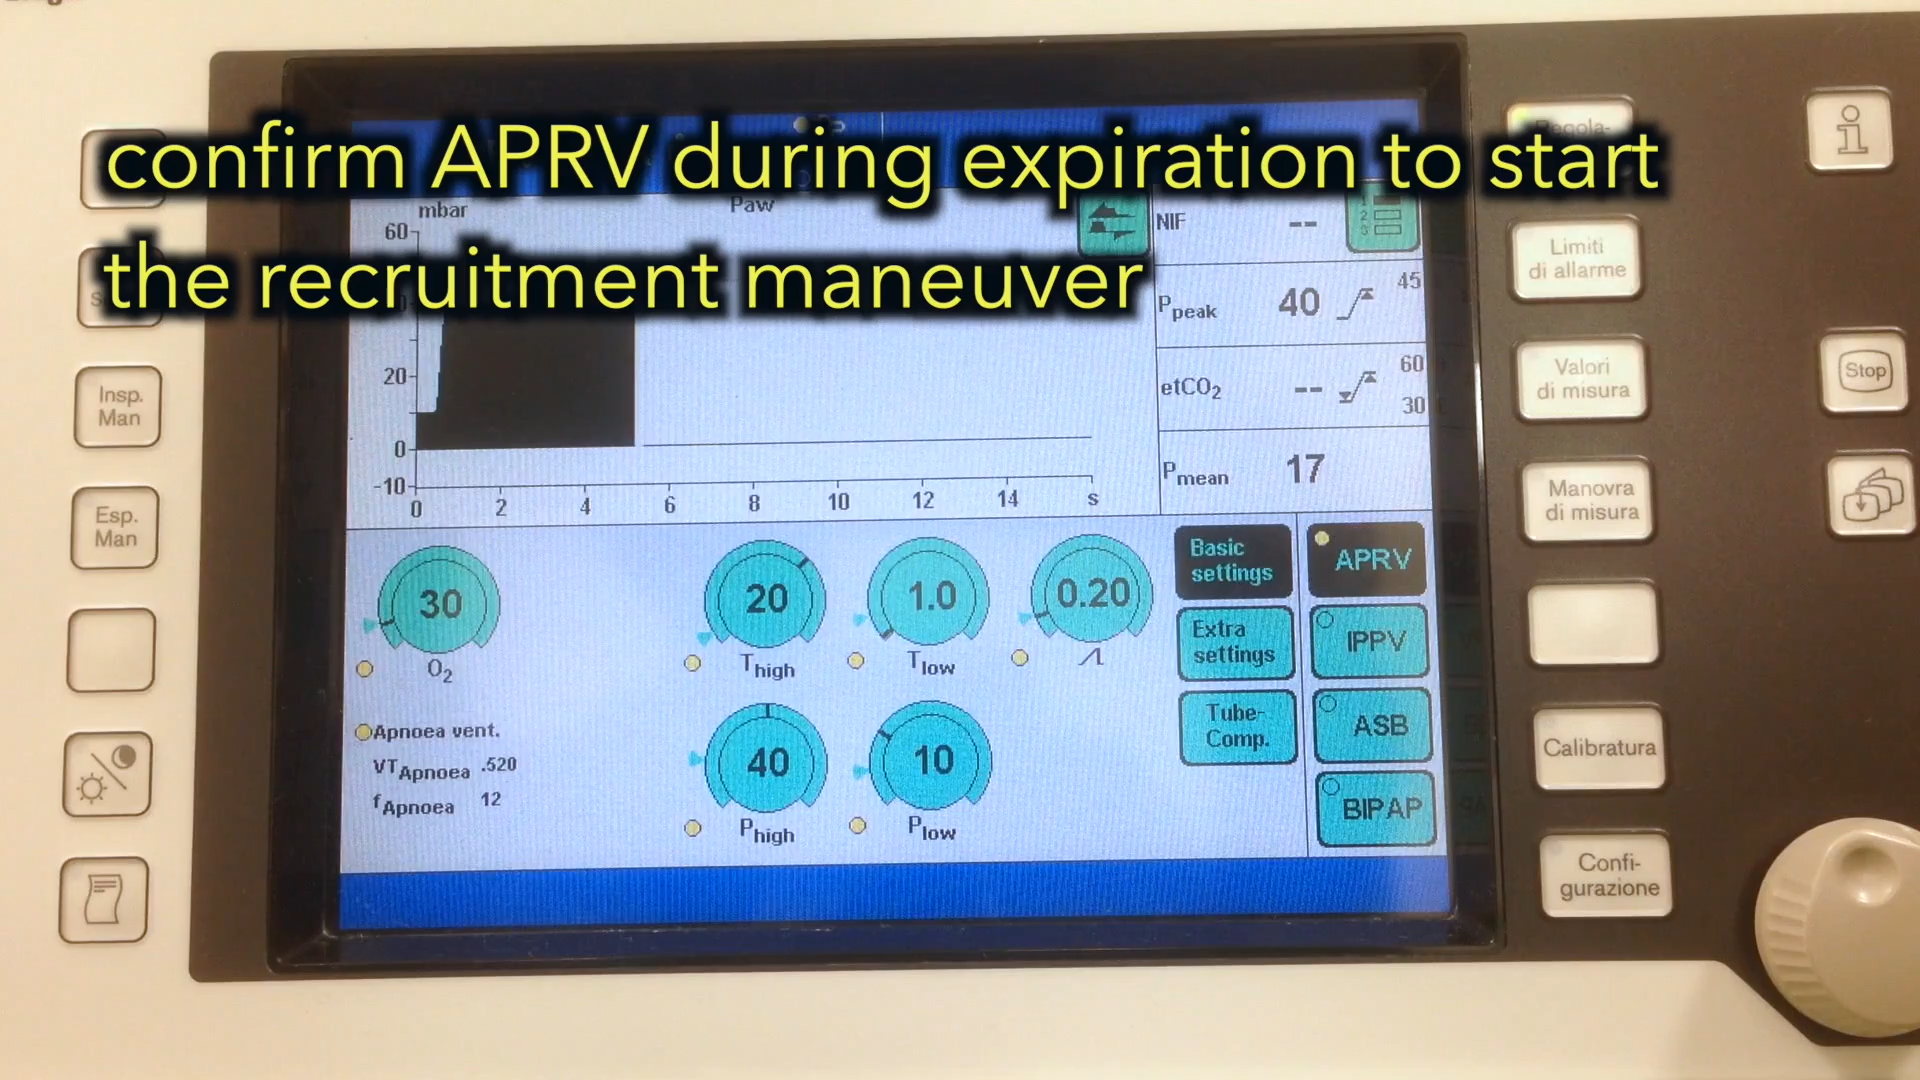 confirm APRV during expiration to start
the recruitment maneuver
mbar
Paw
60
20
0
-10
0 2 4 6 8 10 12 14 s
NIF --
Ppeak 40 45
etCO2 -- 60
30
Pmean 17
30
O2
20
Thigh
1.0
Tlow
0.20
40
Phigh
10
Plow
Apnoea vent.
VTApnoea .520
fApnoea 12
Basic
settings
Extra
settings
Tube-
Comp.
APRV
IPPV
ASB
BIPAP
Insp.
Man
Esp.
Man
Regola-
Limiti
di allarme
Valori
di misura
Manovra
di misura
Calibratura
Confi-
gurazione
i
Stop